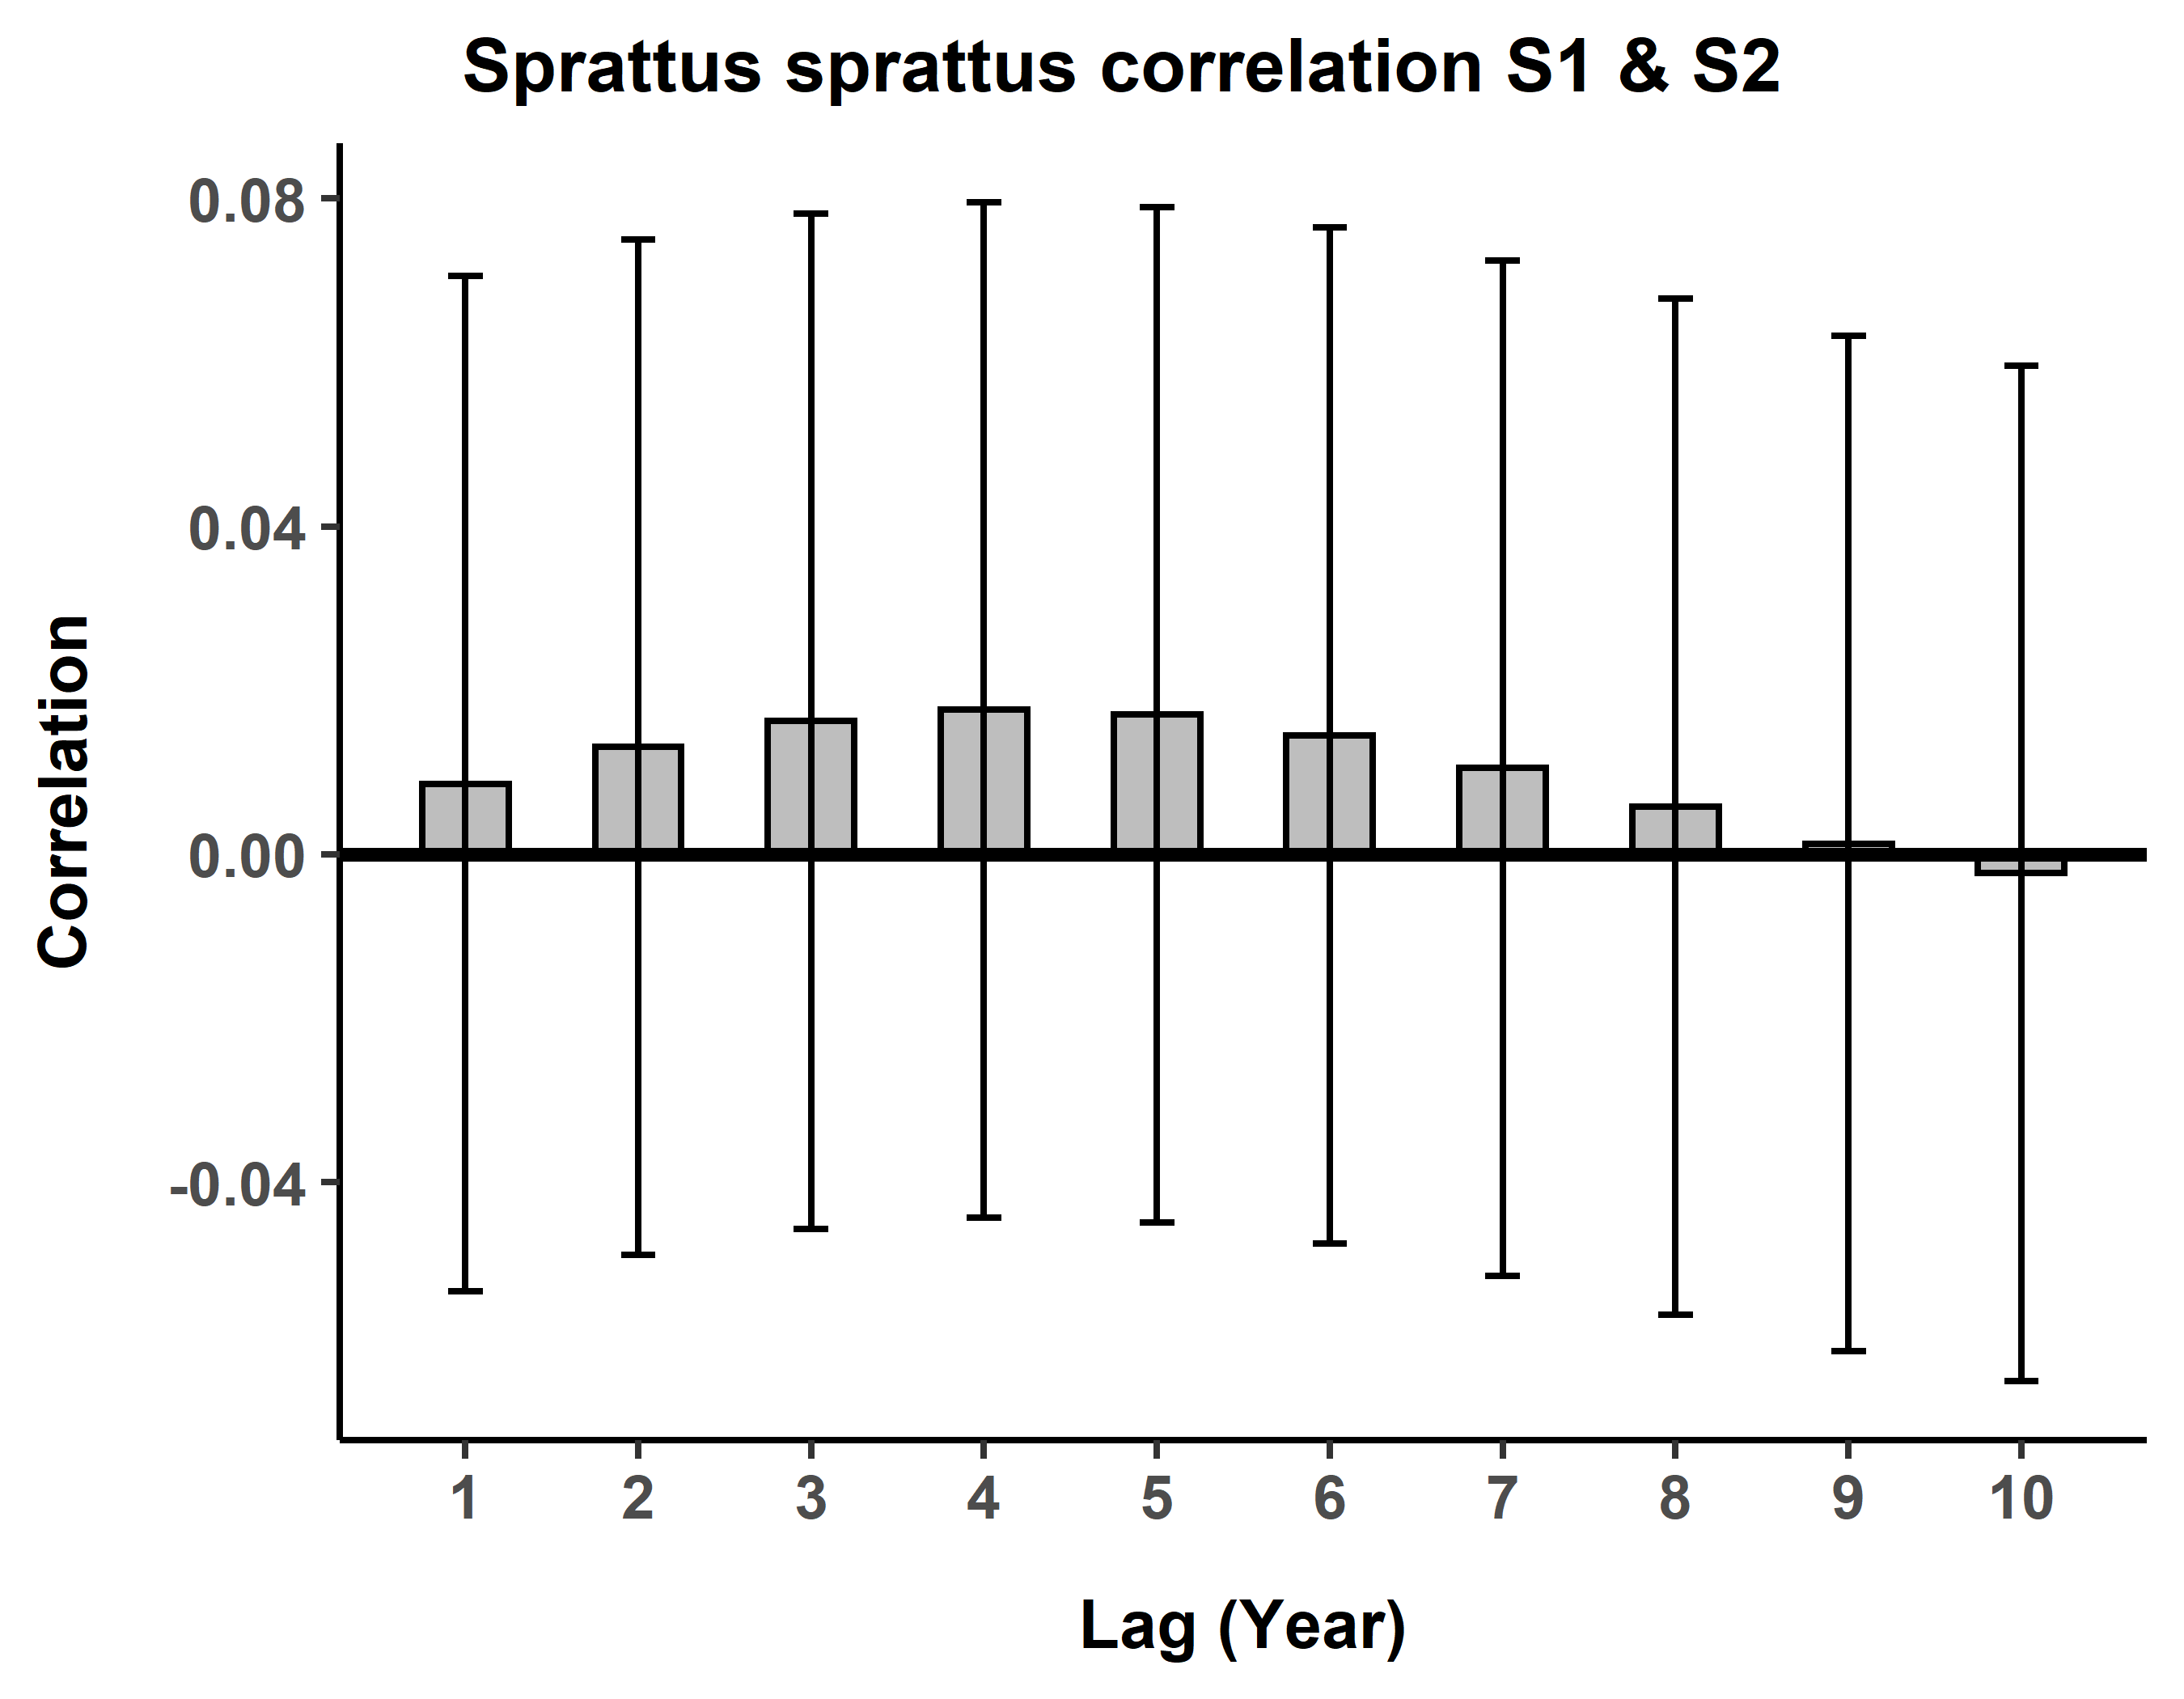 Sprattus sprattus correlation S1 & S2
0.08
0.04
0.00
-0.04
Correlation
1 2 3 4 5 6 7 8 9 10
Lag (Year)